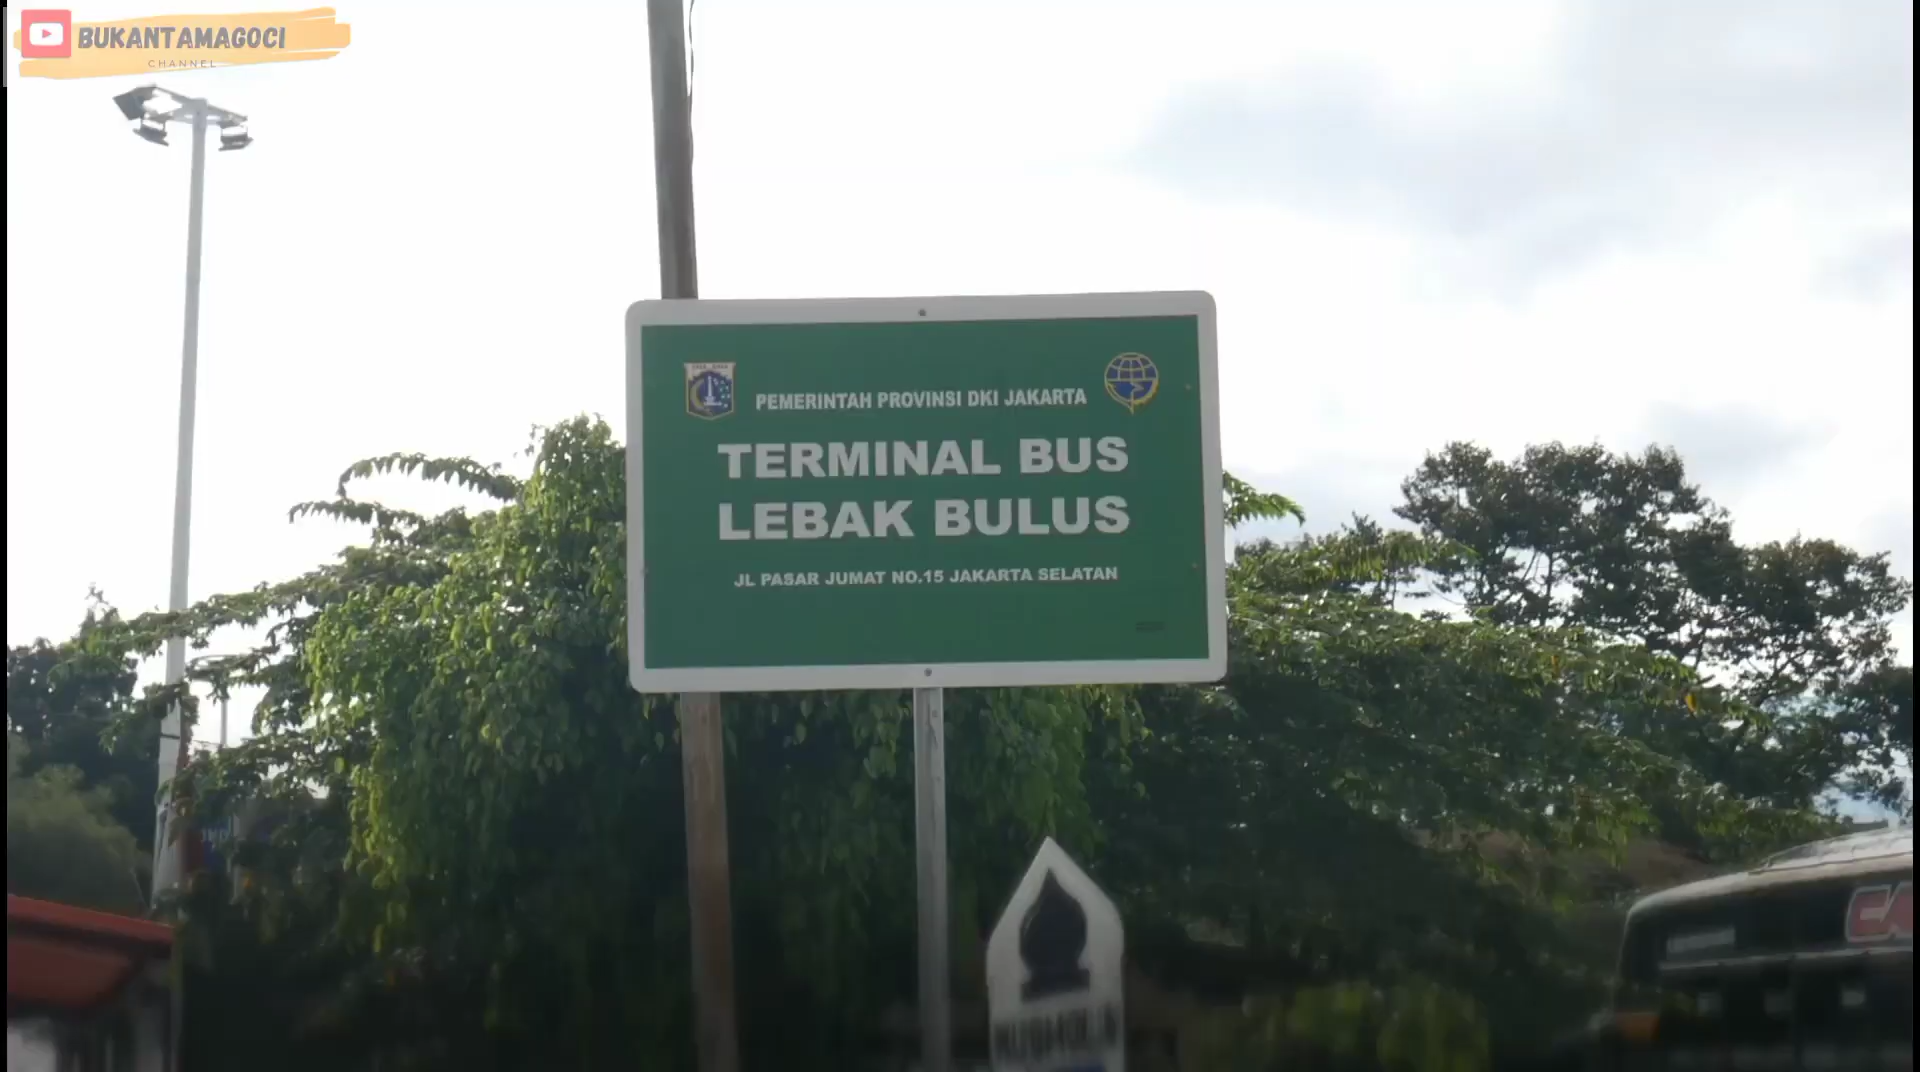 BUKANTAMAGOCI
CHANNEL
PEMERINTAH PROVINSI DKI JAKARTA
TERMINAL BUS
LEBAK BULUS
JL PASAR JUMAT NO.15 JAKARTA SELATAN